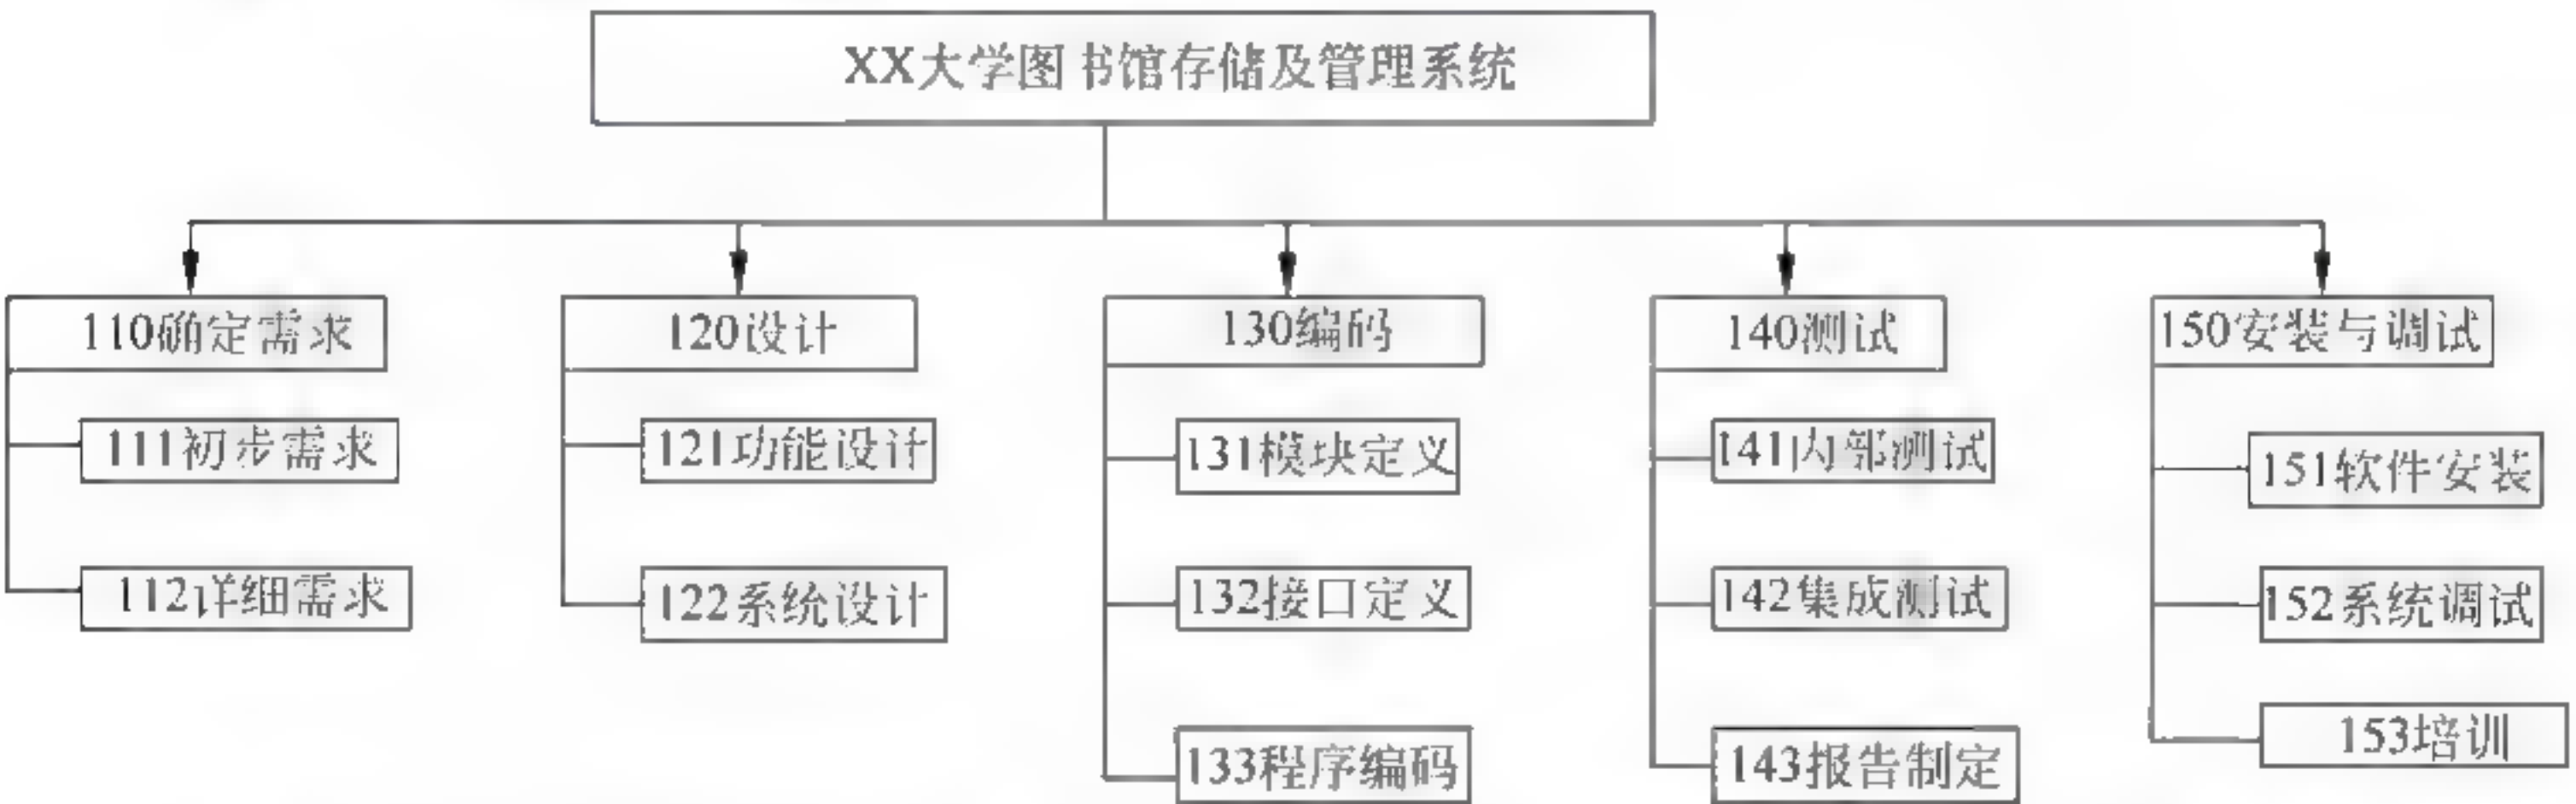 XX大学图书馆存储及管理系统
110确定需求
111初步需求
112详细需求
120设计
121功能设计
122系统设计
130编码
131模块定义
132接口定义
133程序编码
140测试
141内部测试
142集成测试
143报告制定
150安装与调试
151软件安装
152系统调试
153培训